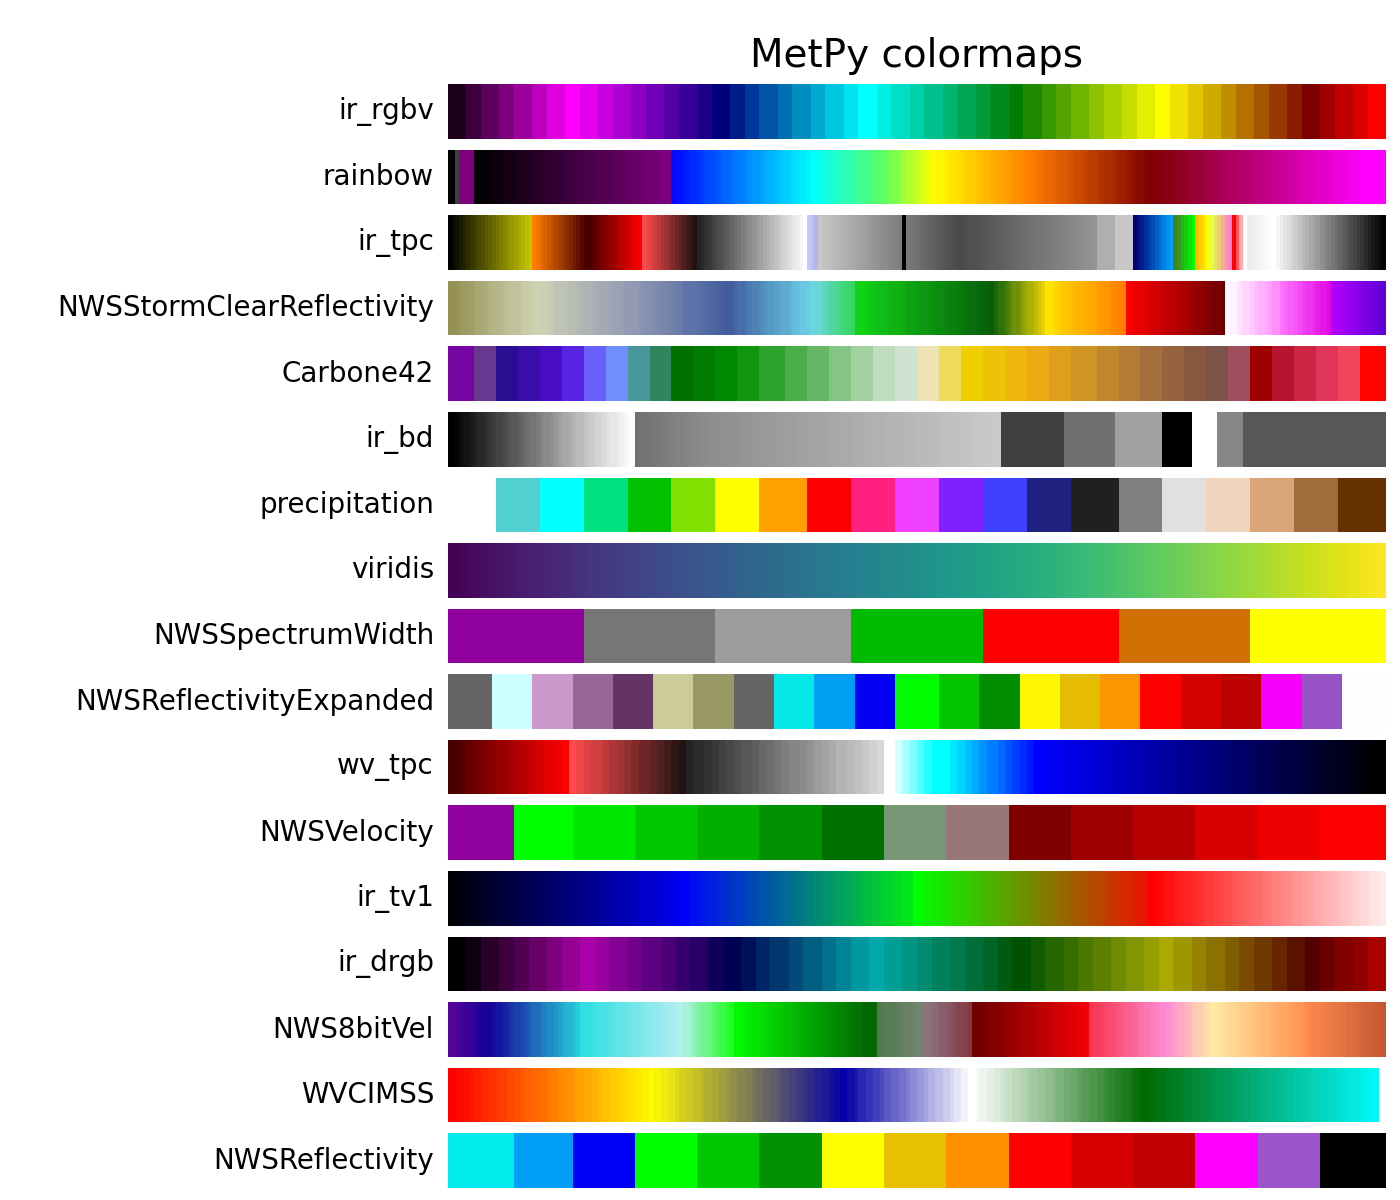 MetPy colormaps
ir_rgbv
rainbow
ir_tpc
NWSStormClearReflectivity
Carbone42
ir_bd
precipitation
viridis
NWSSpectrumWidth
NWSReflectivityExpanded
wv_tpc
NWSVelocity
ir_tv1
ir_drgb
NWS8bitVel
WVCIMSS
NWSReflectivity